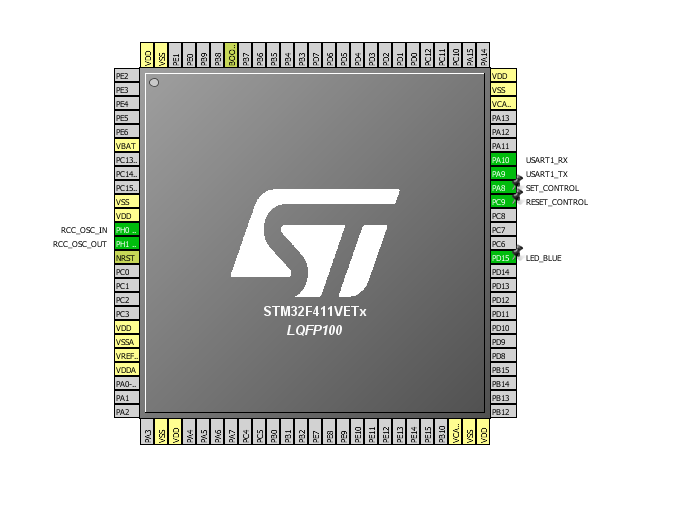 VDD VSS PE1 PE0 PB9 PB8 BOO.. PB7 PB6 PB5 PB4 PB3 PD7 PD6 PD5 PD4 PD3 PD2 PD1 PD0 PC12 PC11 PC10 PA15 PA14
PE2 VDD
PE3 VSS
PE4 VCA..
PE5 PA13
PE6 PA12
VBAT PA11
PC13.. PA10 USART1_RX
PC14.. PA9 USART1_TX
PC15.. PA8 SET_CONTROL
VSS PC9 RESET_CONTROL
VDD PC8
RCC_OSC_IN PH0 .. PC7
RCC_OSC_OUT PH1 .. PC6
NRST PD15 LED_BLUE
PC0 PD14
PC1 PD13
PC2 PD12
PC3 PD11
VDD PD10
VSSA PD9
VREF.. PD8
VDDA PB15
PA0-.. PB14
PA1 PB13
PA2 PB12
ST
STM32F411VETx
LQFP100
PA3 VSS VDD PA4 PA5 PA6 PA7 PC4 PC5 PB0 PB1 PB2 PE7 PE8 PE9 PE10 PE11 PE12 PE13 PE14 PE15 PB10 VCA.. VSS VDD